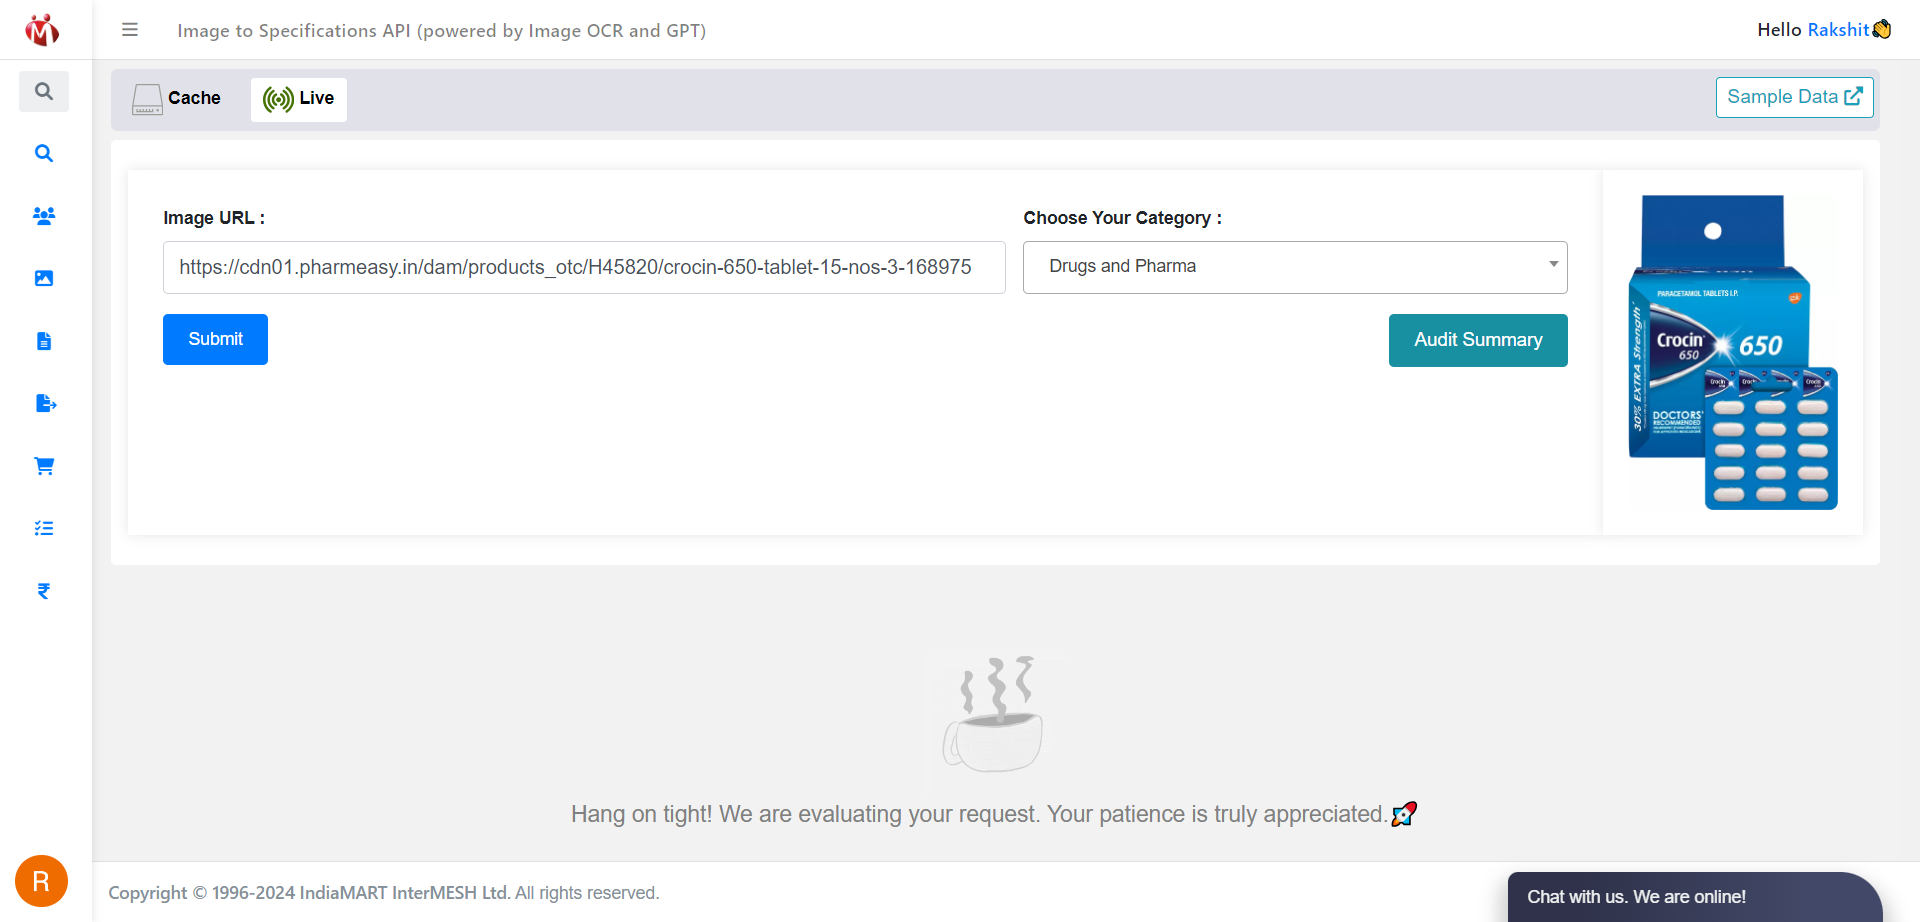 Image to Specifications API (powered by Image OCR and GPT)
Hello Rakshit
Cache
Live
Sample Data
Image URL :
https://cdn01.pharmeasy.in/dam/products_otc/H45820/crocin-650-tablet-15-nos-3-168975
Choose Your Category :
Drugs and Pharma
Submit
Audit Summary
PARACETAMOL TABLETS I.P.
gsk
30% EXTRA Strength
Crocin
650
650
DOCTORS'
RECOMMENDED
Hang on tight! We are evaluating your request. Your patience is truly appreciated.
R
Copyright © 1996-2024 IndiaMART InterMESH Ltd. All rights reserved.
Chat with us. We are online!